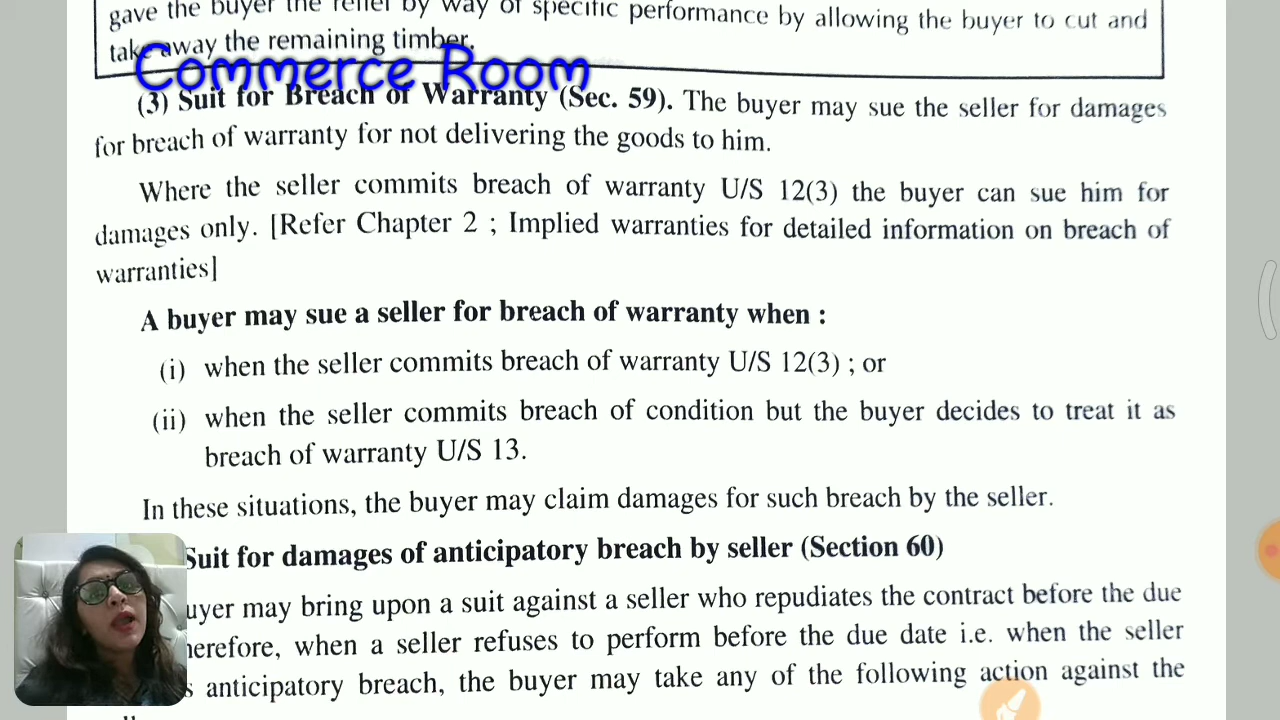 gave the buyer the relief by way of specific performance by allowing the buyer to cut and
take away the remaining timber.
Commerce Room
(3) Suit for Breach of Warranty (Sec. 59). The buyer may sue the seller for damages
for breach of warranty for not delivering the goods to him.
Where the seller commits breach of warranty U/S 12(3) the buyer can sue him for
damages only. [Refer Chapter 2 ; Implied warranties for detailed information on breach of
warranties]
A buyer may sue a seller for breach of warranty when :
(i) when the seller commits breach of warranty U/S 12(3) ; or
(ii) when the seller commits breach of condition but the buyer decides to treat it as
breach of warranty U/S 13.
In these situations, the buyer may claim damages for such breach by the seller.
Suit for damages of anticipatory breach by seller (Section 60)
uyer may bring upon a suit against a seller who repudiates the contract before the due
herefore, when a seller refuses to perform before the due date i.e. when the seller
s anticipatory breach, the buyer may take any of the following action against the